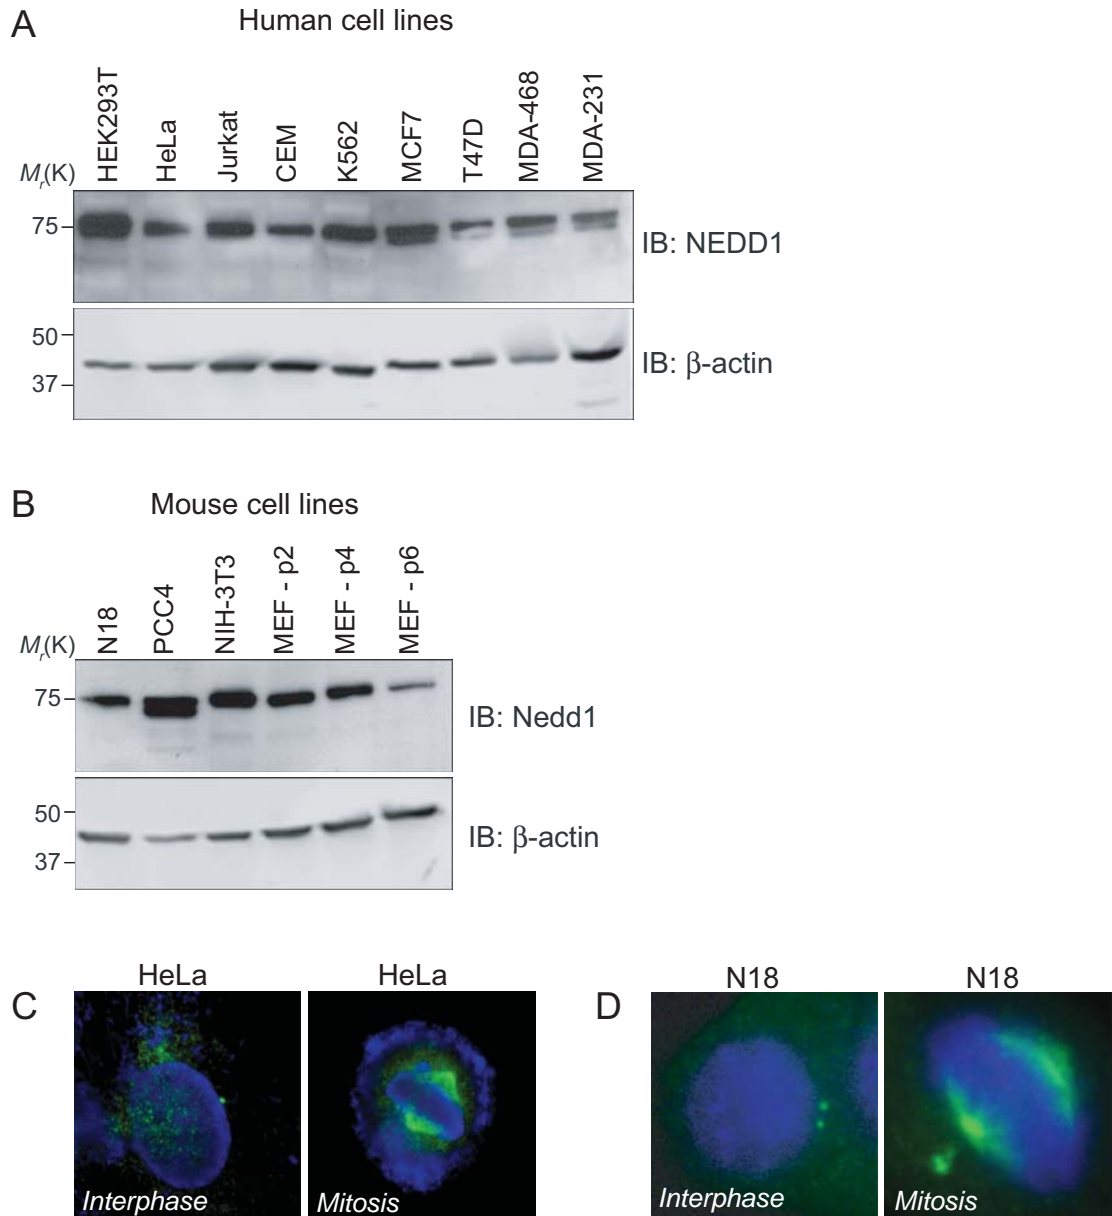 A
Human cell lines
HEK293T HeLa Jurkat CEM K562 MCF7 T47D MDA-468 MDA-231
Mr(K)
75
IB: NEDD1
50
37
IB: β-actin
B
Mouse cell lines
N18 PCC4 NIH-3T3 MEF - p2 MEF - p4 MEF - p6
Mr(K)
75
IB: Nedd1
50
37
IB: β-actin
C
HeLa HeLa
Interphase Mitosis
D
N18 N18
Interphase Mitosis